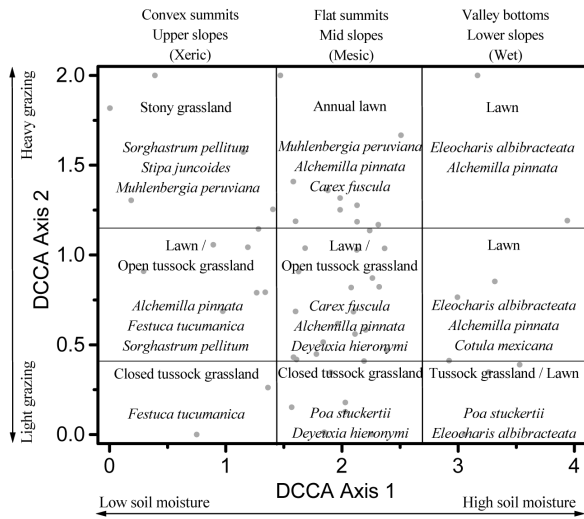 Convex summits
Upper slopes
(Xeric)
Flat summits
Mid slopes
(Mesic)
Valley bottoms
Lower slopes
(Wet)
Heavy grazing
Light grazing
DCCA Axis 2
2.0
1.5
1.0
0.5
0.0
Stony grassland
Sorghastrum pellitum
Stipa juncoides
Muhlenbergia peruviana
Annual lawn
Muhlenbergia peruviana
Alchemilla pinnata
Carex fuscula
Lawn
Eleocharis albibracteata
Alchemilla pinnata
Lawn /
Open tussock grassland
Alchemilla pinnata
Festuca tucumanica
Sorghastrum pellitum
Lawn /
Open tussock grassland
Carex fuscula
Alchemilla pinnata
Deyeuxia hieronymi
Lawn
Eleocharis albibracteata
Alchemilla pinnata
Cotula mexicana
Closed tussock grassland
Festuca tucumanica
Closed tussock grassland
Poa stuckertii
Deyeuxia hieronymi
Tussock grassland / Lawn
Poa stuckertii
Eleocharis albibracteata
0
1
2
3
4
DCCA Axis 1
Low soil moisture
High soil moisture